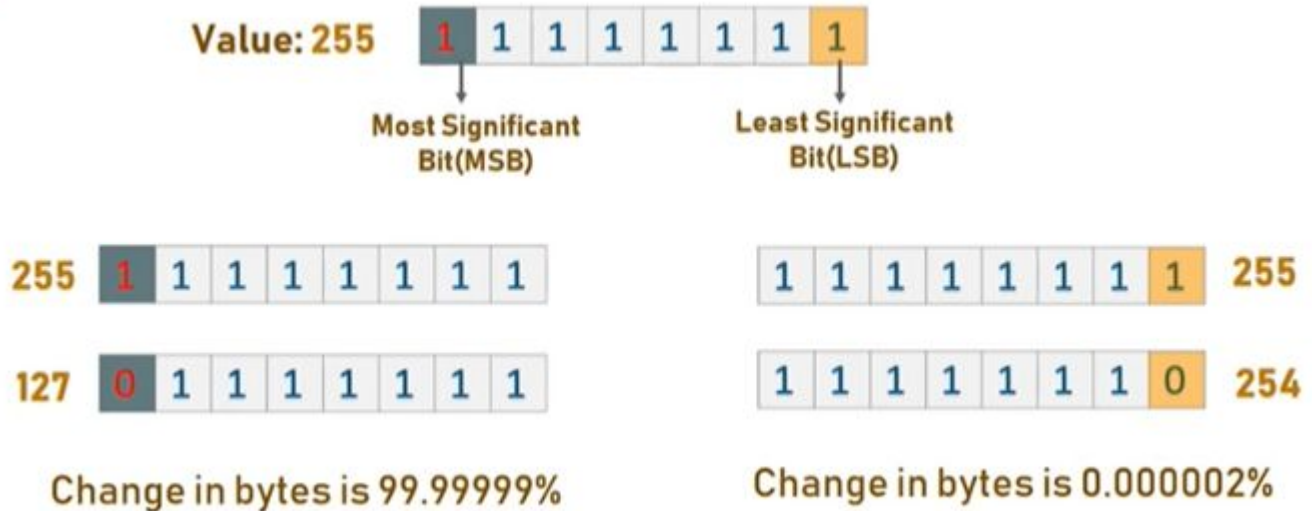 Value: 255 1 1 1 1 1 1 1 1
Most Significant
Bit(MSB)
Least Significant
Bit(LSB)
255 1 1 1 1 1 1 1 1
1 1 1 1 1 1 1 1 255
127 0 1 1 1 1 1 1 1
1 1 1 1 1 1 1 0 254
Change in bytes is 99.99999%
Change in bytes is 0.000002%